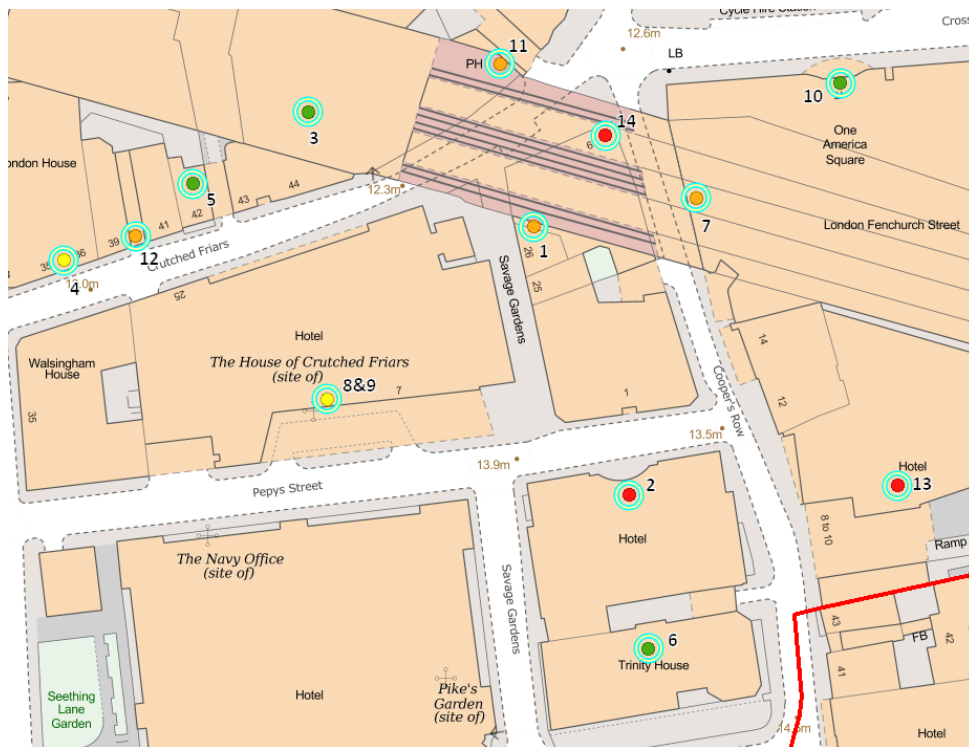 Cycle Hire Station
Cross
12.6m
11
PH
LB
10
One
America
Square
3
14
6
London House
5
44
43
42
41
39
12.3m
36
35
12
4
12.0m
Crutched Friars
25
7
London Fenchurch Street
1
26
25
Savage Gardens
Hotel
The House of Crutched Friars
(site of)
8&9
7
Walsingham
House
35
14
12
Cooper's Row
1
13.5m
13.9m
Pepys Street
2
Hotel
Hotel
13
8 to 10
Ramp
The Navy Office
(site of)
Savage Gardens
6
Trinity House
43
41
FB
42
Seething
Lane
Garden
Hotel
Pike's
Garden
(site of)
Hotel